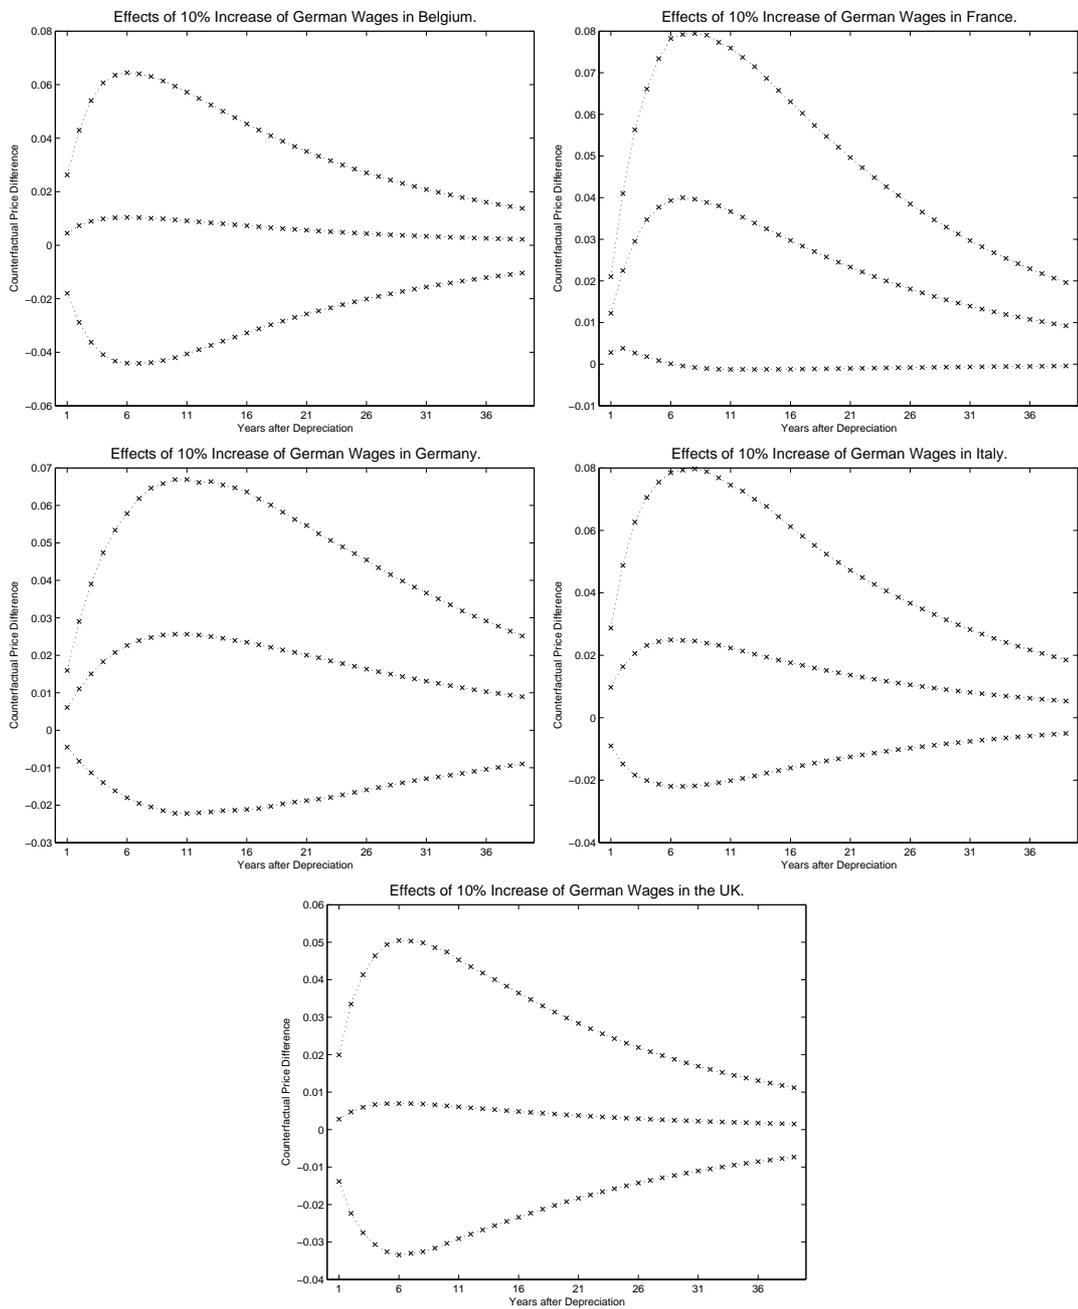 Effects of 10% Increase of German Wages in Belgium.
0.08
0.06
0.04
0.02
0
−0.02
−0.04
−0.06
Counterfactual Price Difference
1 6 11 16 21 26 31 36
Years after Depreciation
Effects of 10% Increase of German Wages in France.
0.08
0.07
0.06
0.05
0.04
0.03
0.02
0.01
0
−0.01
Counterfactual Price Difference
1 6 11 16 21 26 31 36
Years after Depreciation
Effects of 10% Increase of German Wages in Germany.
0.07
0.06
0.05
0.04
0.03
0.02
0.01
0
−0.01
−0.02
−0.03
Counterfactual Price Difference
1 6 11 16 21 26 31 36
Years after Depreciation
Effects of 10% Increase of German Wages in Italy.
0.08
0.06
0.04
0.02
0
−0.02
−0.04
Counterfactual Price Difference
1 6 11 16 21 26 31 36
Years after Depreciation
Effects of 10% Increase of German Wages in the UK.
0.06
0.05
0.04
0.03
0.02
0.01
0
−0.01
−0.02
−0.03
−0.04
Counterfactual Price Difference
1 6 11 16 21 26 31 36
Years after Depreciation